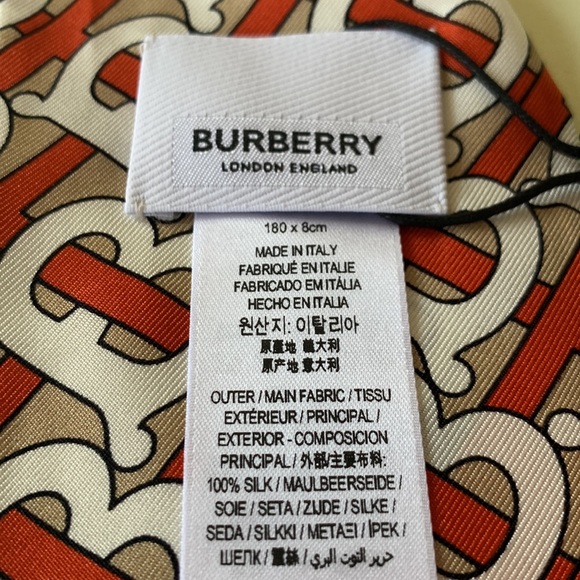 BURBERRY
LONDON ENGLAND
180 x 8cm
MADE IN ITALY
FABRIQUÉ EN ITALIE
FABRICADO EM ITÁLIA
HECHO EN ITALIA
원산지: 이탈리아
原產地 義大利
原产地 意大利
OUTER / MAIN FABRIC / TISSU
EXTÉRIEUR / PRINCIPAL /
EXTERIOR - COMPOSICION
PRINCIPAL / 外部/主要布料:
100% SILK / MAULBEERSEIDE /
SOIE / SETA / ZIJDE / SILKE /
SEDA / SILKKI / ΜΕΤΑΞΙ / İPEK /
ШЕЛК / 蠶絲 / حرير التوت البري /